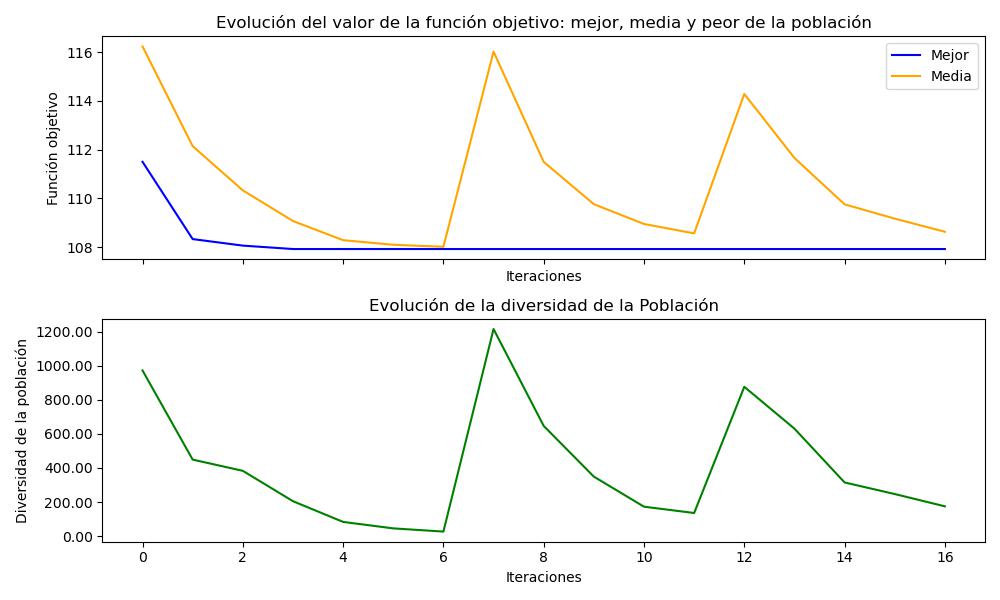 Evolución del valor de la función objetivo: mejor, media y peor de la población
Mejor
Media
Función objetivo
116
114
112
110
108
Iteraciones
Evolución de la diversidad de la Población
Diversidad de la población
1200.00
1000.00
800.00
600.00
400.00
200.00
0.00
0 2 4 6 8 10 12 14 16
Iteraciones